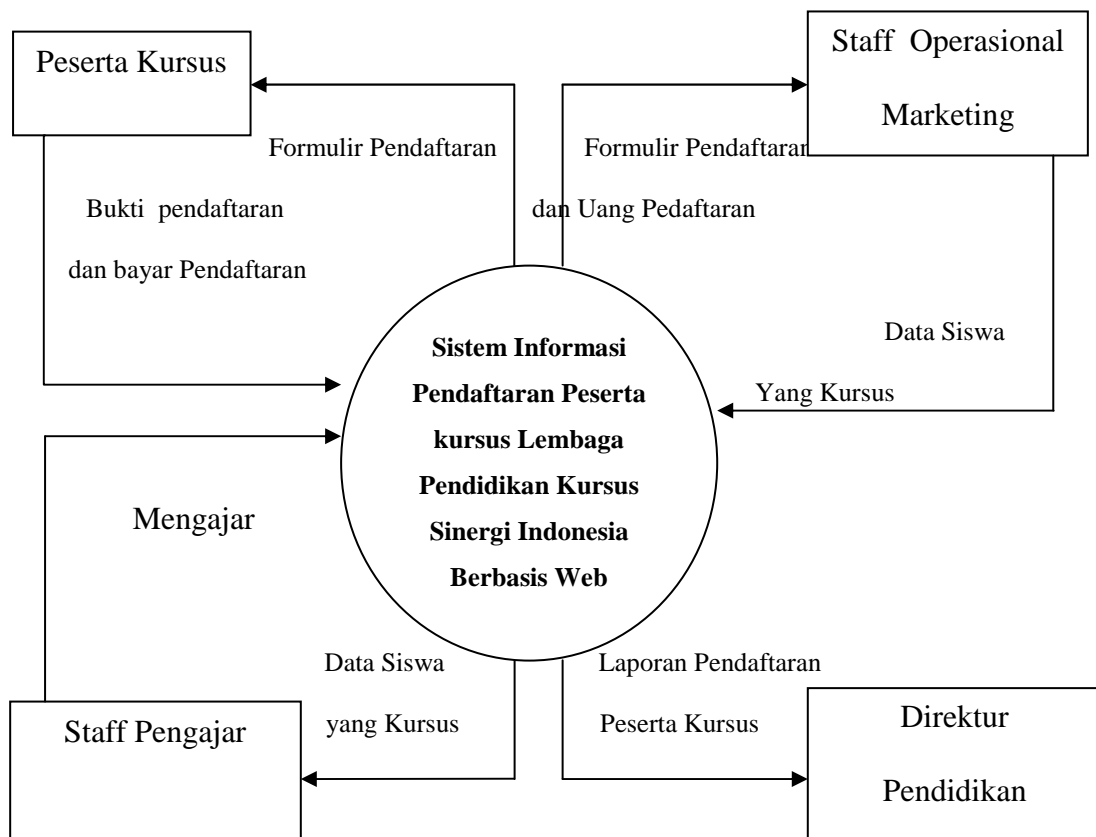 Peserta Kursus
Staff  Operasional
Marketing
Formulir Pendaftaran
Formulir Pendaftaran
dan Uang Pedaftaran
Bukti  pendaftaran
dan bayar Pendaftaran
Sistem Informasi
Pendaftaran Peserta
kursus Lembaga
Pendidikan Kursus
Sinergi Indonesia
Berbasis Web
Data Siswa
Yang Kursus
Mengajar
Data Siswa
yang Kursus
Laporan Pendaftaran
Peserta Kursus
Staff Pengajar
Direktur
Pendidikan